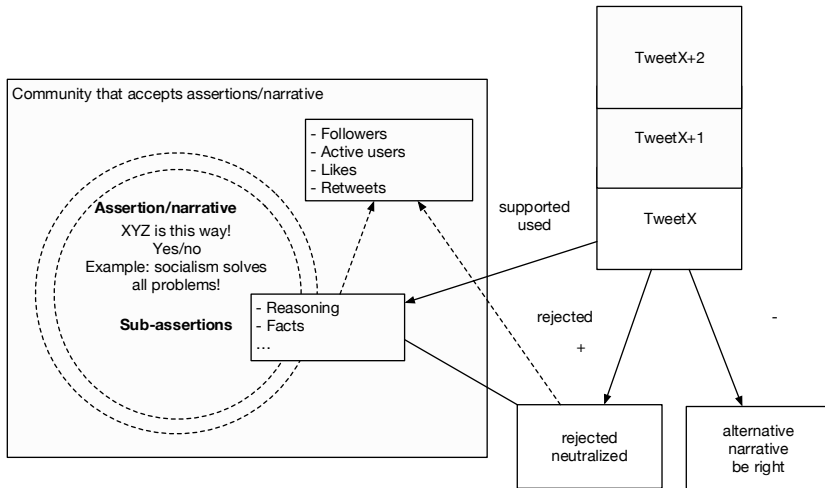 Community that accepts assertions/narrative
- Followers
- Active users
- Likes
- Retweets
Assertion/narrative
XYZ is this way!
Yes/no
Example: socialism solves
all problems!
Sub-assertions
- Reasoning
- Facts
...
TweetX+2
TweetX+1
TweetX
supported
used
rejected
+
-
rejected
neutralized
alternative
narrative
be right